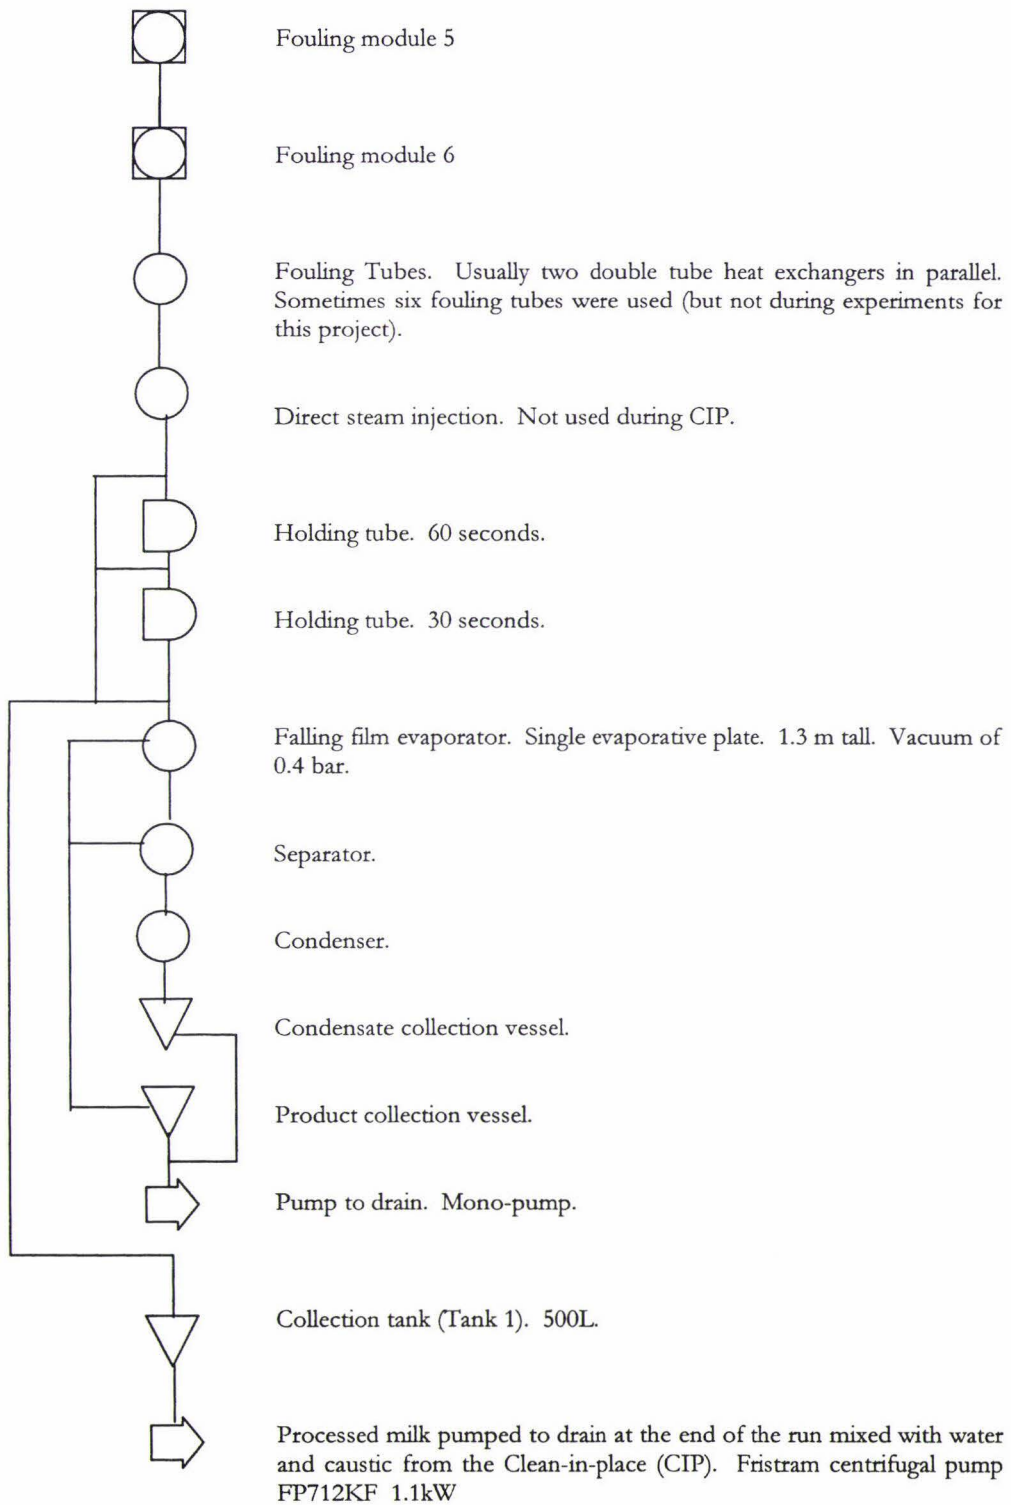 Fouling module 5
Fouling module 6
Fouling Tubes. Usually two double tube heat exchangers in parallel.
Sometimes six fouling tubes were used (but not during experiments for
this project).
Direct steam injection. Not used during CIP.
Holding tube. 60 seconds.
Holding tube. 30 seconds.
Falling film evaporator. Single evaporative plate. 1.3 m tall. Vacuum of
0.4 bar.
Separator.
Condenser.
Condensate collection vessel.
Product collection vessel.
Pump to drain. Mono-pump.
Collection tank (Tank 1). 500L.
Processed milk pumped to drain at the end of the run mixed with water
and caustic from the Clean-in-place (CIP). Fristram centrifugal pump
FP712KF 1.1kW